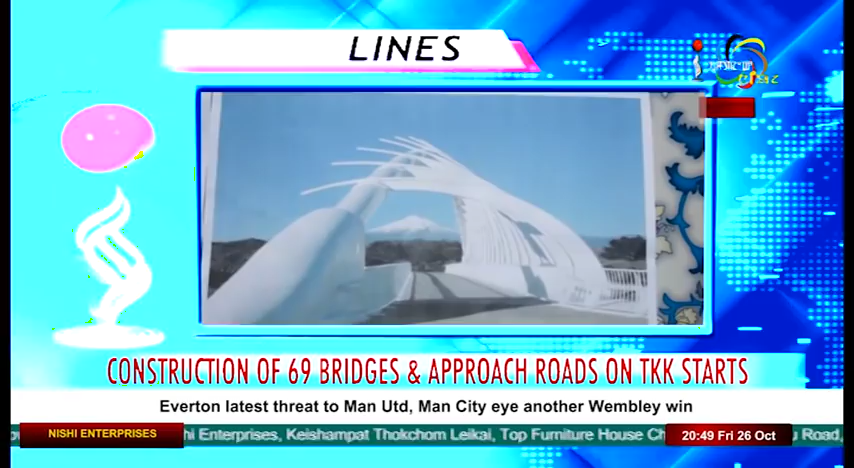 LINES
CONSTRUCTION OF 69 BRIDGES & APPROACH ROADS ON TKK STARTS
Everton latest threat to Man Utd, Man City eye another Wembley win
NISHI ENTERPRISES
hi Enterprises, Keishampat Thokchom Leikai, Top Furniture House Ch
20:49 Fri 26 Oct
u Road,